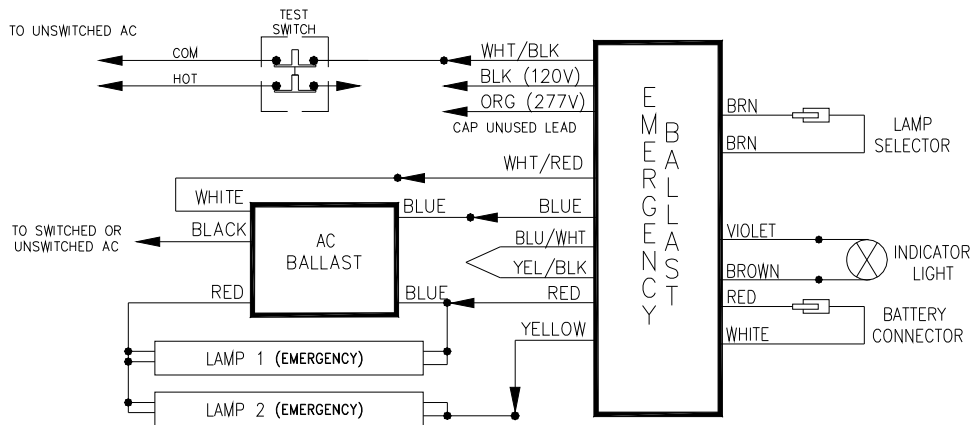 TEST
SWITCH
TO UNSWITCHED AC
COM
HOT
WHT/BLK
BLK (120V)
ORG (277V)
CAP UNUSED LEAD
WHT/RED
WHITE
BLUE
BLUE
BLACK
TO SWITCHED OR
UNSWITCHED AC
AC
BALLAST
BLU/WHT
YEL/BLK
RED
BLUE
RED
YELLOW
LAMP 1 (EMERGENCY)
LAMP 2 (EMERGENCY)
EMERGENCY
BALLAST
BRN
BRN
LAMP
SELECTOR
VIOLET
BROWN
INDICATOR
LIGHT
RED
WHITE
BATTERY
CONNECTOR